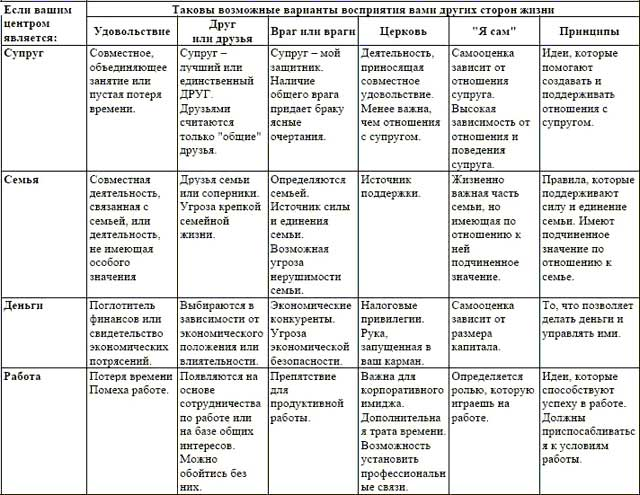 Если вашим центром является:
Таковы возможные варианты восприятия вами других сторон жизни
Удовольствие
Друг
или друзья
Враг или враги
Церковь
"Я сам"
Принципы
Супруг
Совместное,
объединяющее
занятие или
пустая потеря
времени.
Супруг –
лучший или
единственный
ДРУГ.
Друзьями
считаются
только "общие"
друзья.
Супруг – мой
защитник.
Наличие
общего врага
придает браку
ясные
очертания.
Деятельность,
приносящая
совместное
удовольствие.
Менее важна,
чем отношения
с супругом.
Самооценка
зависит от
отношения
супруга.
Высокая
зависимость от
отношения и
поведения
супруга.
Идеи, которые
помогают
создавать и
поддерживать
отношения с
супругом.
Семья
Совместная
деятельность,
связанная с
семьей, или
деятельность,
не имеющая
особого
значения
Друзья семьи
или соперники.
Угроза крепкой
семейной
жизни.
Определяются
семьей.
Источник силы
и единения
семьи.
Возможная
угроза
нерушимости
семьи.
Источник
поддержки.
Жизненно
важная часть
семьи, но
имеющая по
отношению к
ней
подчиненное
значение.
Правила, которые
поддерживают
силу и единение
семьи. Имеют
подчиненное
значение по
отношению к
семье.
Деньги
Поглотитель
финансов или
свидетельство
экономических
потрясений.
Выбираются в
зависимости от
экономического
положения или
влиятельности.
Экономические
конкуренты.
Угроза
экономической
безопасности.
Налоговые
привилегии.
Рука,
запущенная в
ваш карман.
Самооценка
зависит от
размера
капитала.
То, что позволяет
делать деньги и
управлять ими.
Работа
Потеря времени
Помеха работе.
Появляются на
основе
сотрудничества
по работе или
на базе общих
интересов.
Можно
обойтись без
них.
Препятствие
для
продуктивной
работы.
Важна для
корпоративного
имиджа.
Дополнительна
я трата времени.
Возможность
установить
профессиональн
ые связи.
Определяется
ролью, которую
играешь на
работе.
Идеи, которые
способствуют
успеху в работе.
Должны
приспосабливатьс
я к условиям
работы.